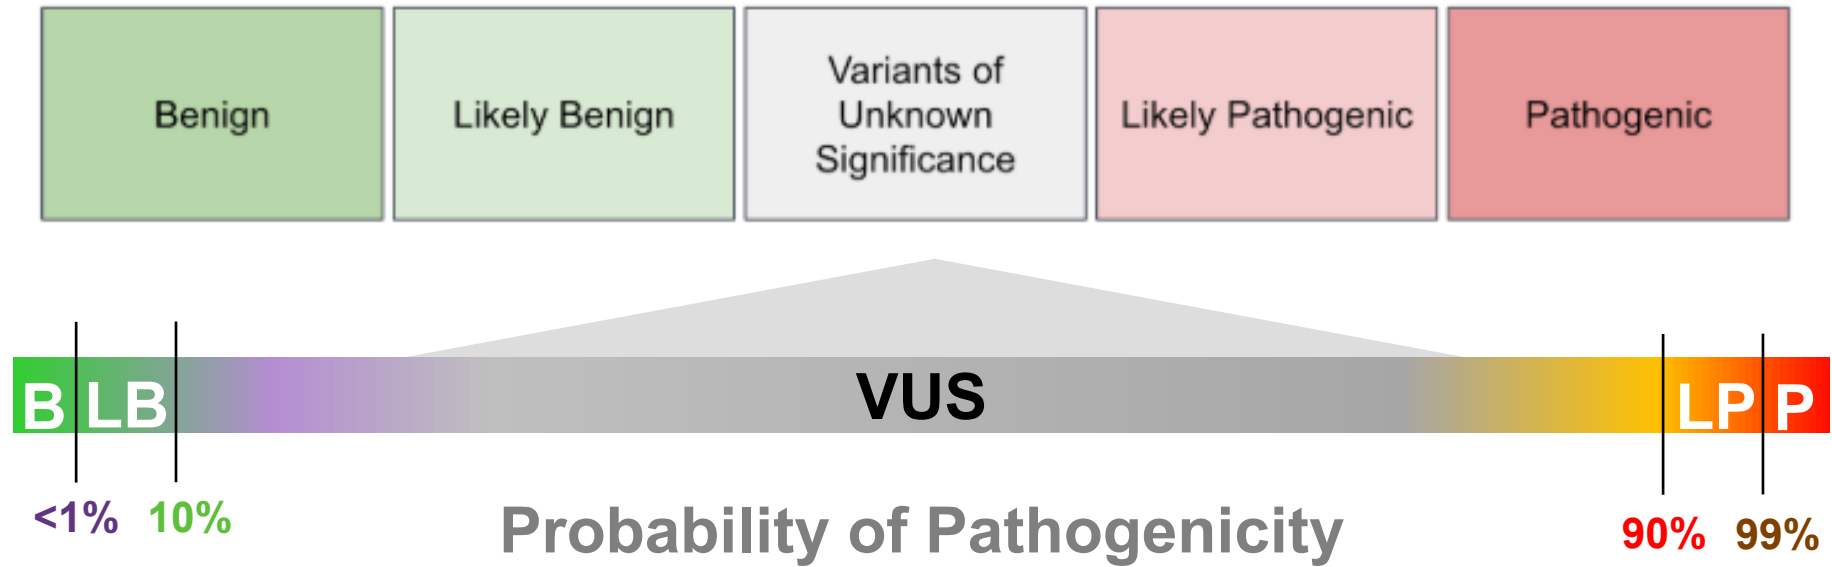 Benign
Likely Benign
Variants of
Unknown
Significance
Likely Pathogenic
Pathogenic
B LB VUS LP P
<1% 10% 90% 99%
Probability of Pathogenicity